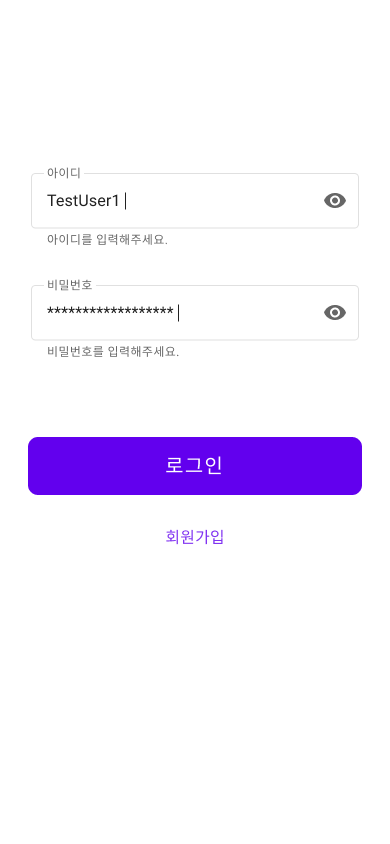 아이디
TestUser1
아이디를 입력해주세요.
비밀번호
******************
비밀번호를 입력해주세요.
로그인
회원가입